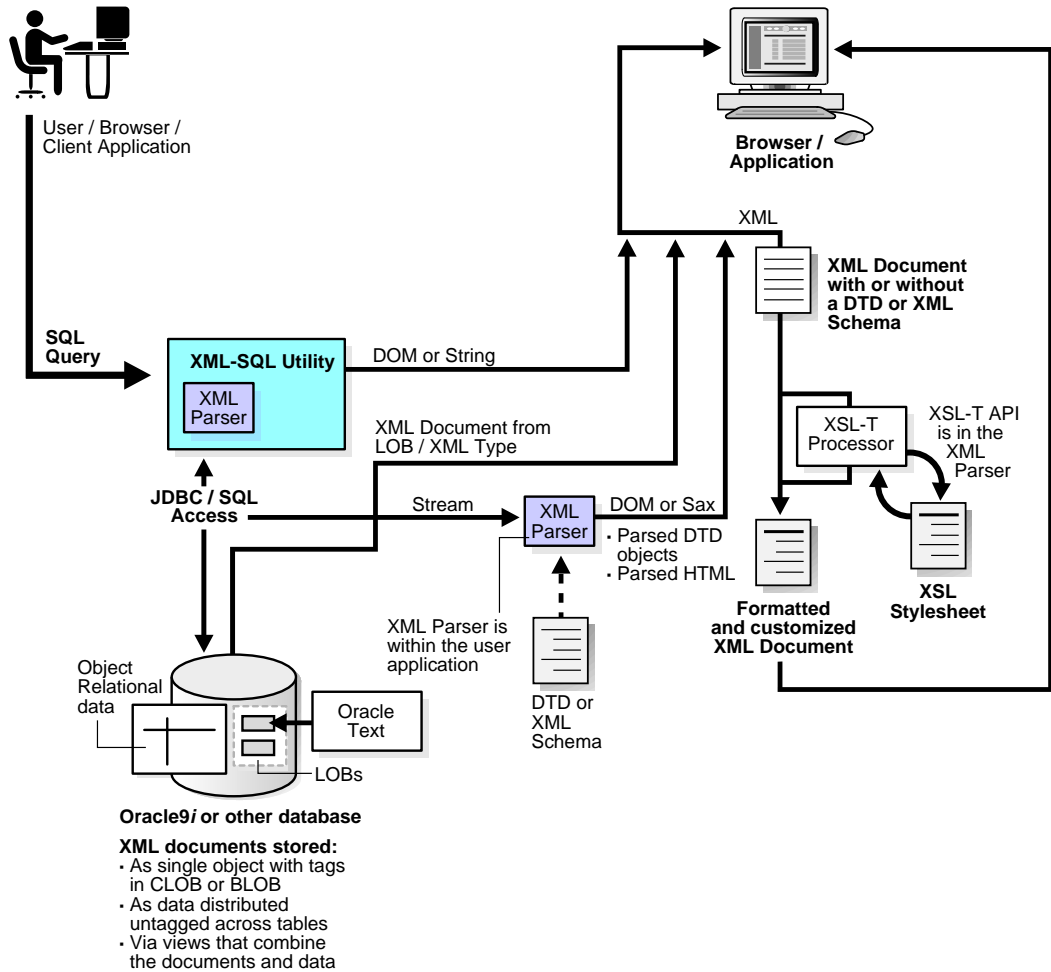 User / Browser /
Client Application
Browser /
Application
XML
XML Document
with or without
a DTD or XML
Schema
SQL
Query
XML-SQL Utility
XML
Parser
DOM or String
XML Document from
LOB / XML Type
XSL-T
Processor
XSL-T API
is in the
XML
Parser
JDBC / SQL
Access
Stream
XML
Parser
DOM or Sax
· Parsed DTD
objects
· Parsed HTML
Formatted
and customized
XML Document
XSL
Stylesheet
XML Parser is
within the user
application
DTD or
XML
Schema
Object
Relational
data
Oracle
Text
LOBs
Oracle9i or other database
XML documents stored:
· As single object with tags
in CLOB or BLOB
· As data distributed
untagged across tables
· Via views that combine
the documents and data